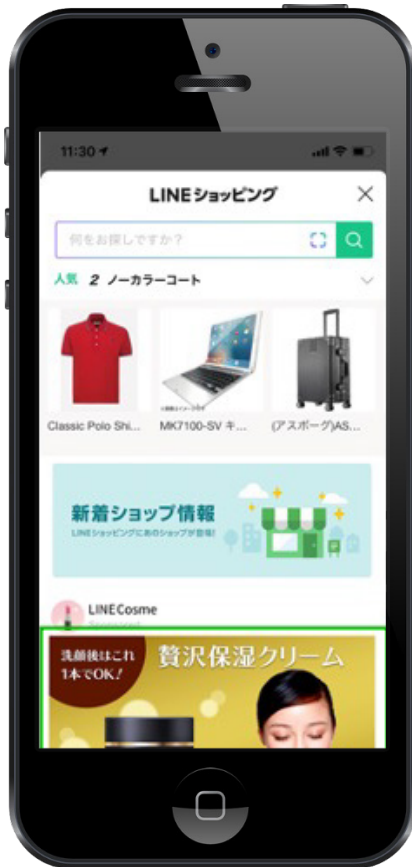 11:30
LINEショッピング
何をお探しですか?
人気 2 ノーカラーコート
Classic Polo Shi...
MK7100-SV キ...
(アスボーグ)AS...
新着ショップ情報
LINEショッピングにあのショップが登場!
LINECosme
洗顔後はこれ
1本でOK!
贅沢保湿クリーム